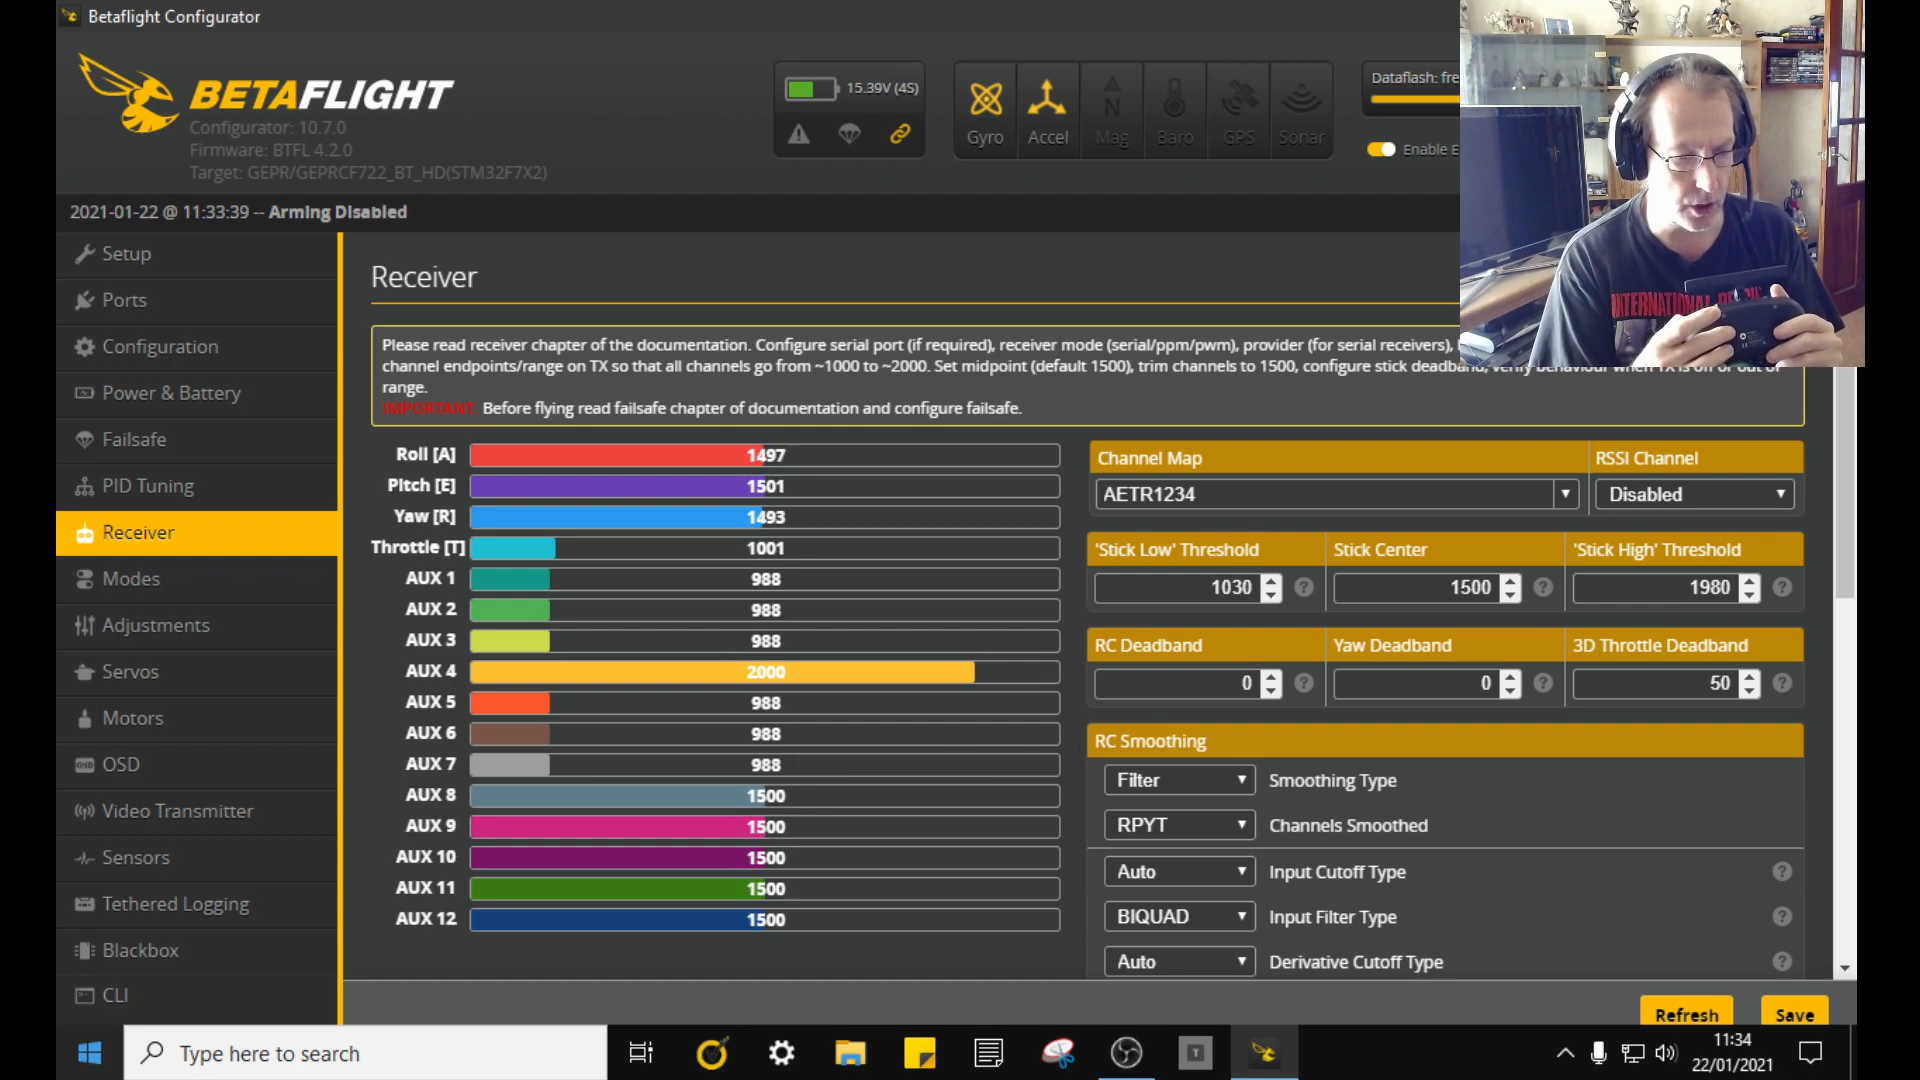 Betaflight Configurator
BETAFLIGHT
Configurator: 10.7.0
Firmware: BTFL 4.2.0
Target: GEPR/GEPRCF722_BT_HD(STM32F7X2)
15.39V (4S)
Gyro
Accel
Mag
Baro
GPS
Sonar
Dataflash: fre
Enable E
2021-01-22 @ 11:33:39 -- Arming Disabled
Setup
Ports
Configuration
Power & Battery
Failsafe
PID Tuning
Receiver
Modes
Adjustments
Servos
Motors
OSD
Video Transmitter
Sensors
Tethered Logging
Blackbox
CLI
Receiver
Please read receiver chapter of the documentation. Configure serial port (if required), receiver mode (serial/ppm/pwm), provider (for serial receivers),
channel endpoints/range on TX so that all channels go from ~1000 to ~2000. Set midpoint (default 1500), trim channels to 1500, configure stick deadband, verify behaviour when TX is off or out of
range.
IMPORTANT: Before flying read failsafe chapter of documentation and configure failsafe.
Roll [A] 1497
Pitch [E] 1501
Yaw [R] 1493
Throttle [T] 1001
AUX 1 988
AUX 2 988
AUX 3 988
AUX 4 2000
AUX 5 988
AUX 6 988
AUX 7 988
AUX 8 1500
AUX 9 1500
AUX 10 1500
AUX 11 1500
AUX 12 1500
Channel Map
AETR1234
RSSI Channel
Disabled
'Stick Low' Threshold
1030
Stick Center
1500
'Stick High' Threshold
1980
RC Deadband
0
Yaw Deadband
0
3D Throttle Deadband
50
RC Smoothing
Filter Smoothing Type
RPYT Channels Smoothed
Auto Input Cutoff Type
BIQUAD Input Filter Type
Auto Derivative Cutoff Type
Refresh
Save
INTERNATIONAL
Type here to search
T
11:34
22/01/2021